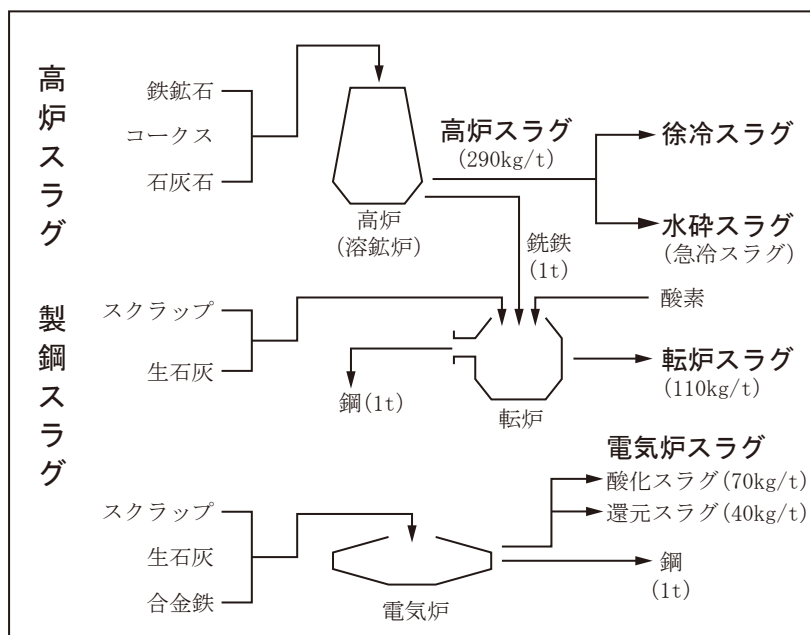 高炉スラグ
鉄鉱石
コークス
石灰石
高炉
(溶鉱炉)
高炉スラグ
(290kg/t)
徐冷スラグ
水砕スラグ
(急冷スラグ)
銑鉄
(1t)
製鋼スラグ
スクラップ
生石灰
酸素
鋼(1t)
転炉
転炉スラグ
(110kg/t)
スクラップ
生石灰
合金鉄
電気炉
電気炉スラグ
酸化スラグ(70kg/t)
還元スラグ(40kg/t)
鋼
(1t)